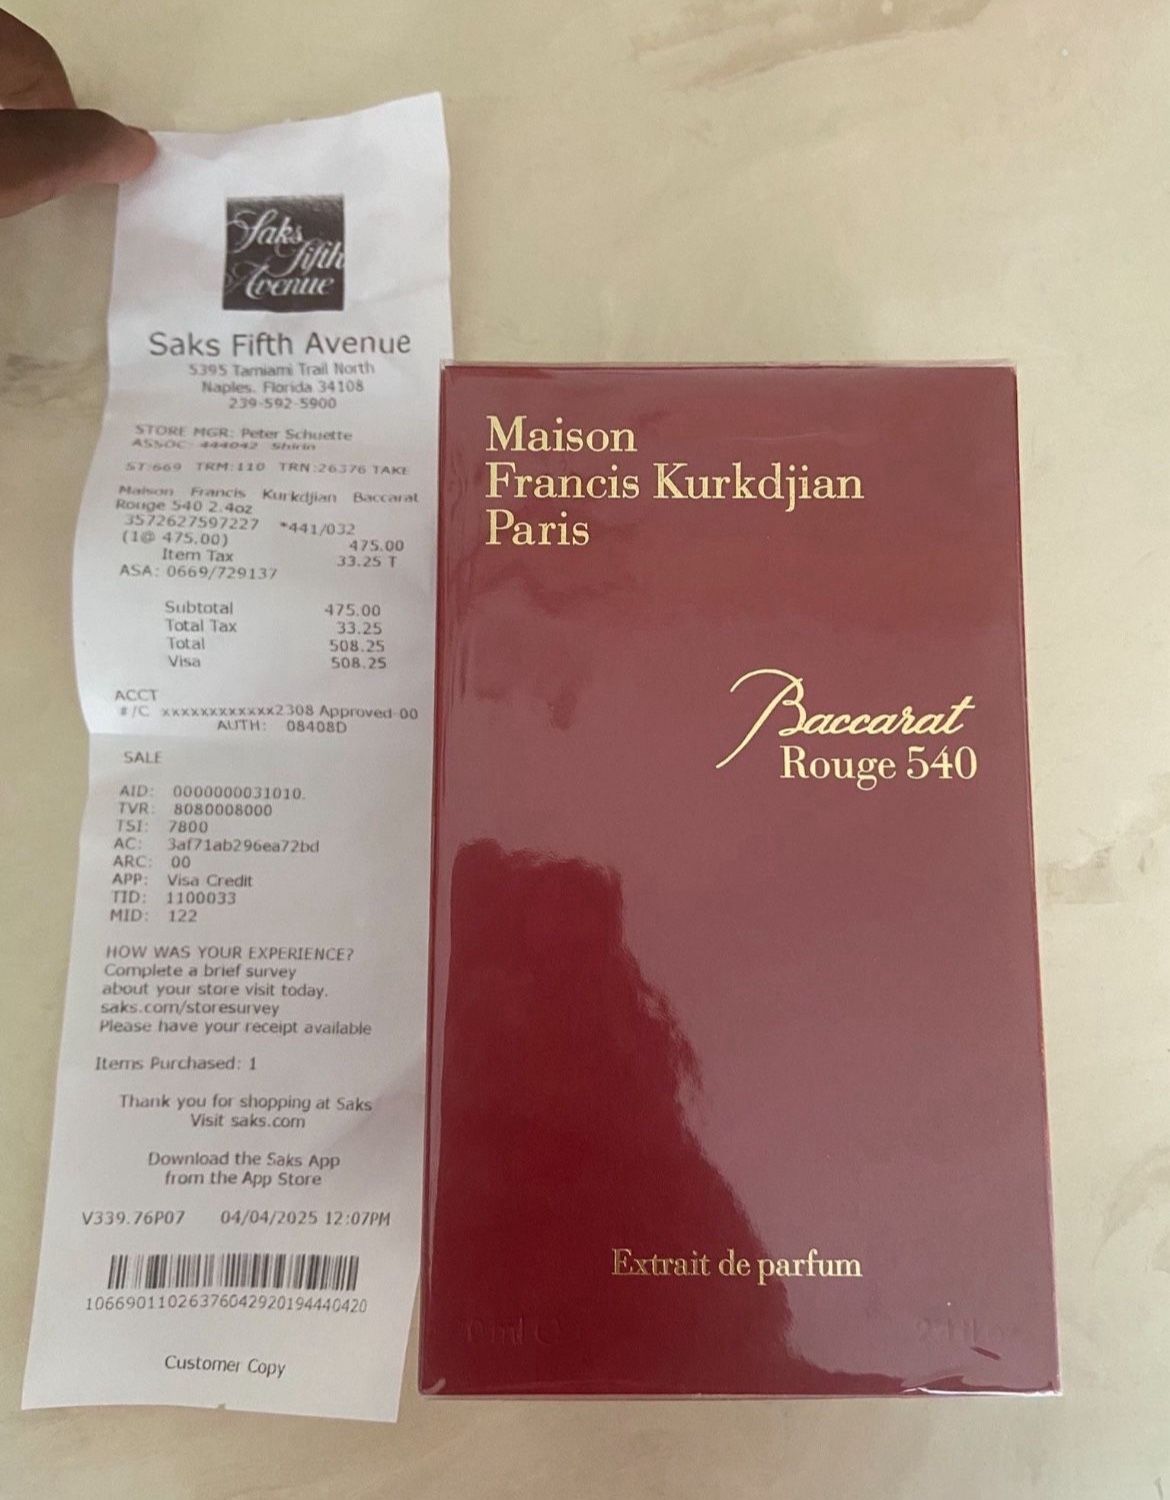 Saks
Fifth
Avenue
Saks Fifth Avenue
5395 Tamiami Trail North
Naples, Florida 34108
239-592-5900
STORE MGR: Peter Schuette
ASSOC: 444042 Shirin
ST:669 TRM:110 TRN:26376 TAKE
Maison Francis Kurkdjian Baccarat
Rouge 540 2.4oz
3572627597227 *441/032
(1@ 475.00) 475.00
Item Tax 33.25 T
ASA: 0669/729137
Subtotal 475.00
Total Tax 33.25
Total 508.25
Visa 508.25
ACCT
#/C xxxxxxxxxxxx2308 Approved-00
AUTH: 08408D
SALE
AID: 0000000031010.
TVR: 8080008000
TSI: 7800
AC: 3af71ab296ea72bd
ARC: 00
APP: Visa Credit
TID: 1100033
MID: 122
HOW WAS YOUR EXPERIENCE?
Complete a brief survey
about your store visit today.
saks.com/storesurvey
Please have your receipt available
Items Purchased: 1
Thank you for shopping at Saks
Visit saks.com
Download the Saks App
from the App Store
V339.76P07 04/04/2025 12:07PM
1066901102637604292019444042​0
Customer Copy
Maison
Francis Kurkdjian
Paris
Baccarat
Rouge 540
Extrait de parfum